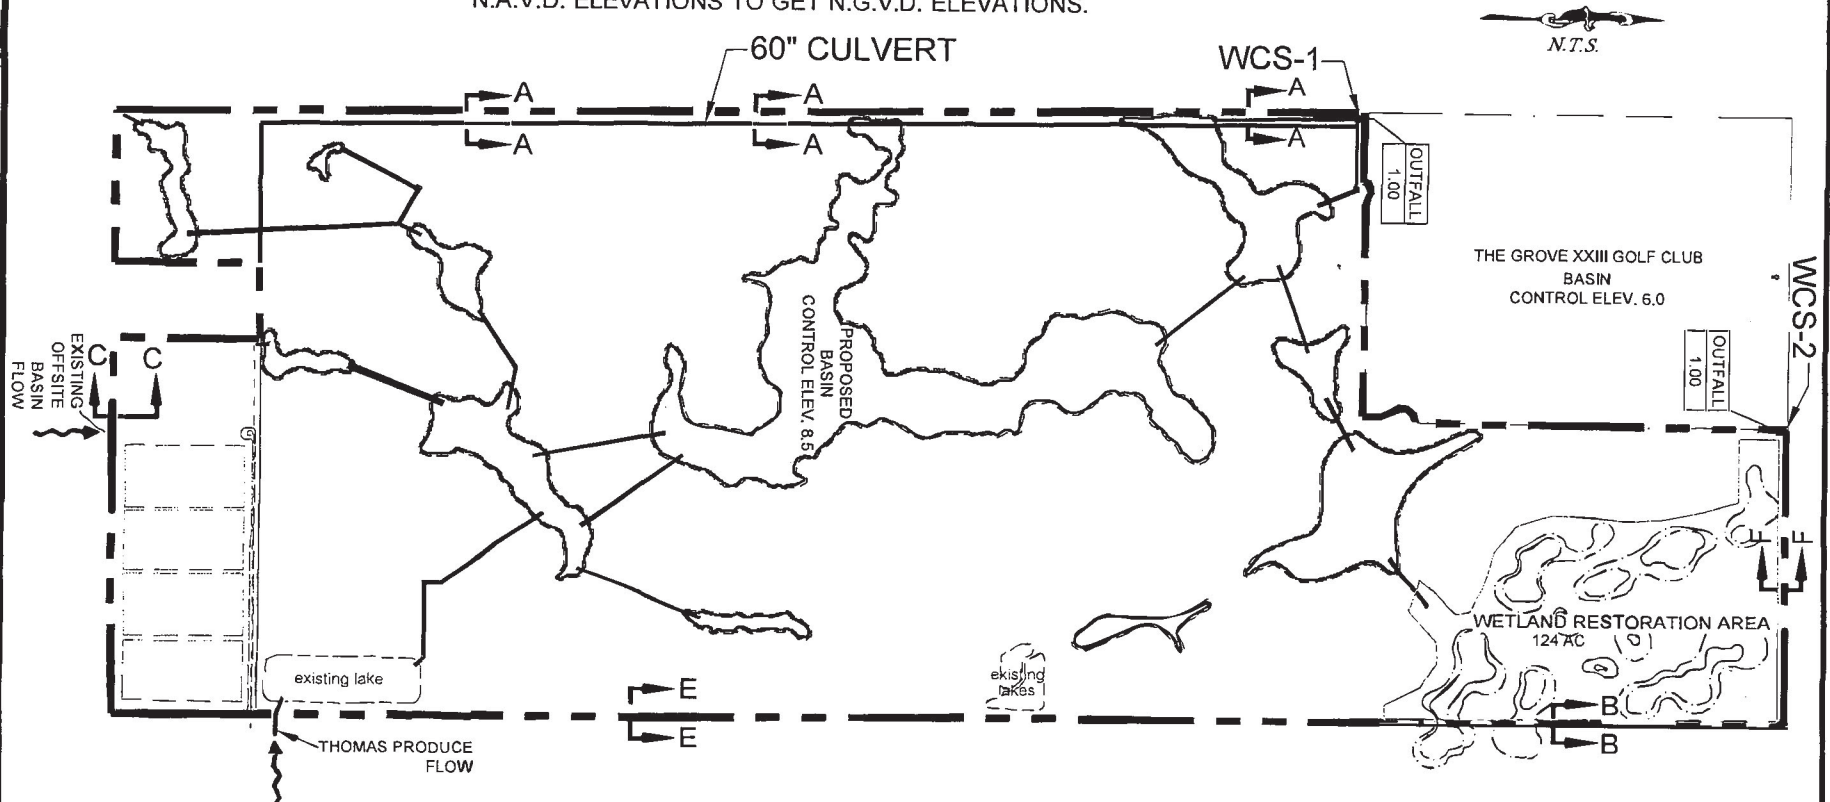 N.A.V.D. ELEVATIONS TO GET N.G.V.D. ELEVATIONS.
N.T.S.
60" CULVERT
WCS-1
A
A
A
A
A
A
OUTFALL
1.00
THE GROVE XXIII GOLF CLUB
BASIN
CONTROL ELEV. 6.0
WCS-2
OUTFALL
1.00
PROPOSED
BASIN
CONTROL ELEV. 8.5
EXISTING
OFFSITE
BASIN
FLOW
C
C
F
F
WETLAND RESTORATION AREA
124 AC
existing lake
existing
lakes
E
E
B
B
THOMAS PRODUCE
FLOW